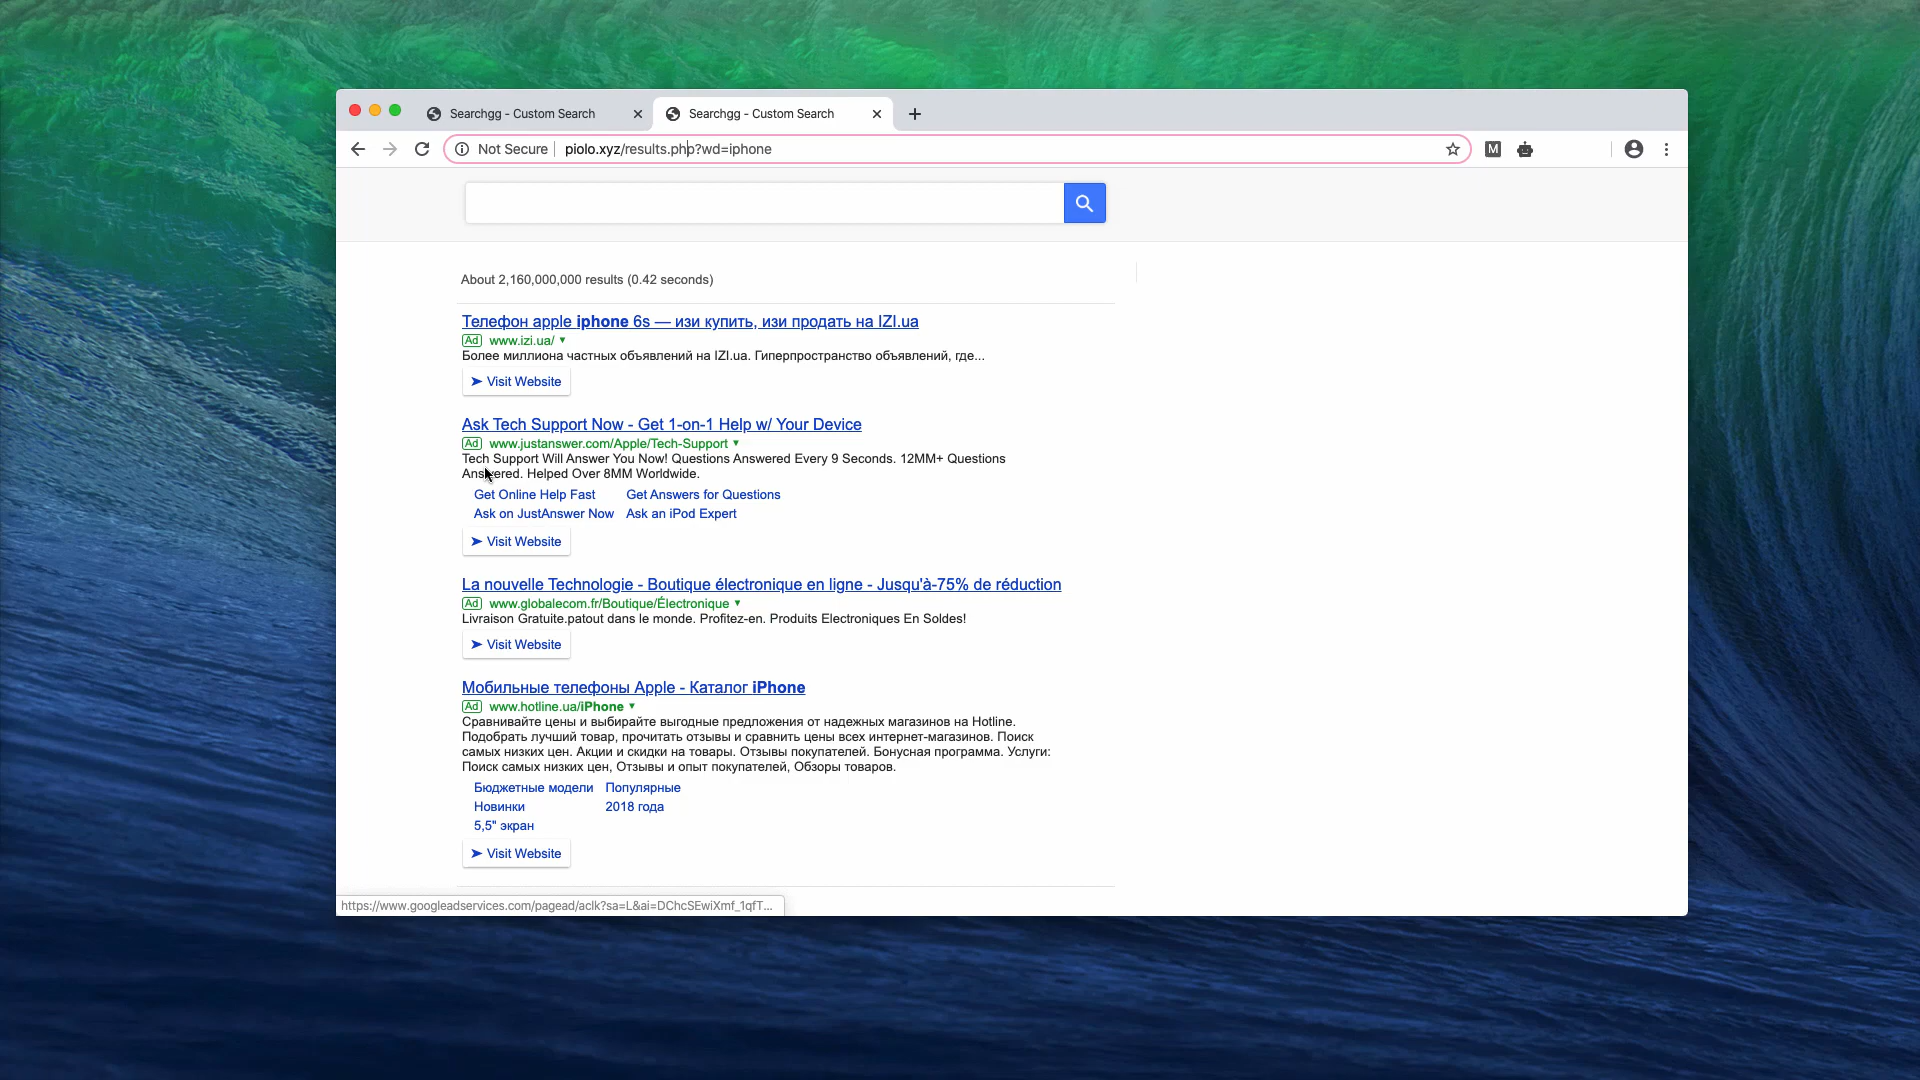 Searchgg - Custom Search
Searchgg - Custom Search
Not Secure
piolo.xyz/results.php?wd=iphone
M
About 2,160,000,000 results (0.42 seconds)
Телефон apple iphone 6s — изи купить, изи продать на IZI.ua
Ad www.izi.ua/
Более миллиона частных объявлений на IZI.ua. Гиперпространство объявлений, где...
Visit Website
Ask Tech Support Now - Get 1-on-1 Help w/ Your Device
Ad www.justanswer.com/Apple/Tech-Support
Tech Support Will Answer You Now! Questions Answered Every 9 Seconds. 12MM+ Questions
Answered. Helped Over 8MM Worldwide.
Get Online Help Fast Get Answers for Questions
Ask on JustAnswer Now Ask an iPod Expert
Visit Website
La nouvelle Technologie - Boutique électronique en ligne - Jusqu'à-75% de réduction
Ad www.globalecom.fr/Boutique/Électronique
Livraison Gratuite.patout dans le monde. Profitez-en. Produits Electroniques En Soldes!
Visit Website
Мобильные телефоны Apple - Каталог iPhone
Ad www.hotline.ua/iPhone
Сравнивайте цены и выбирайте выгодные предложения от надежных магазинов на Hotline.
Подобрать лучший товар, прочитать отзывы и сравнить цены всех интернет-магазинов. Поиск
самых низких цен. Акции и скидки на товары. Отзывы покупателей. Бонусная программа. Услуги:
Поиск самых низких цен, Отзывы и опыт покупателей, Обзоры товаров.
Бюджетные модели Популярные
Новинки 2018 года
5,5" экран
Visit Website
https://www.googleadservices.com/pagead/aclk?sa=L&ai=DChcSEwiXmf_1qfT...